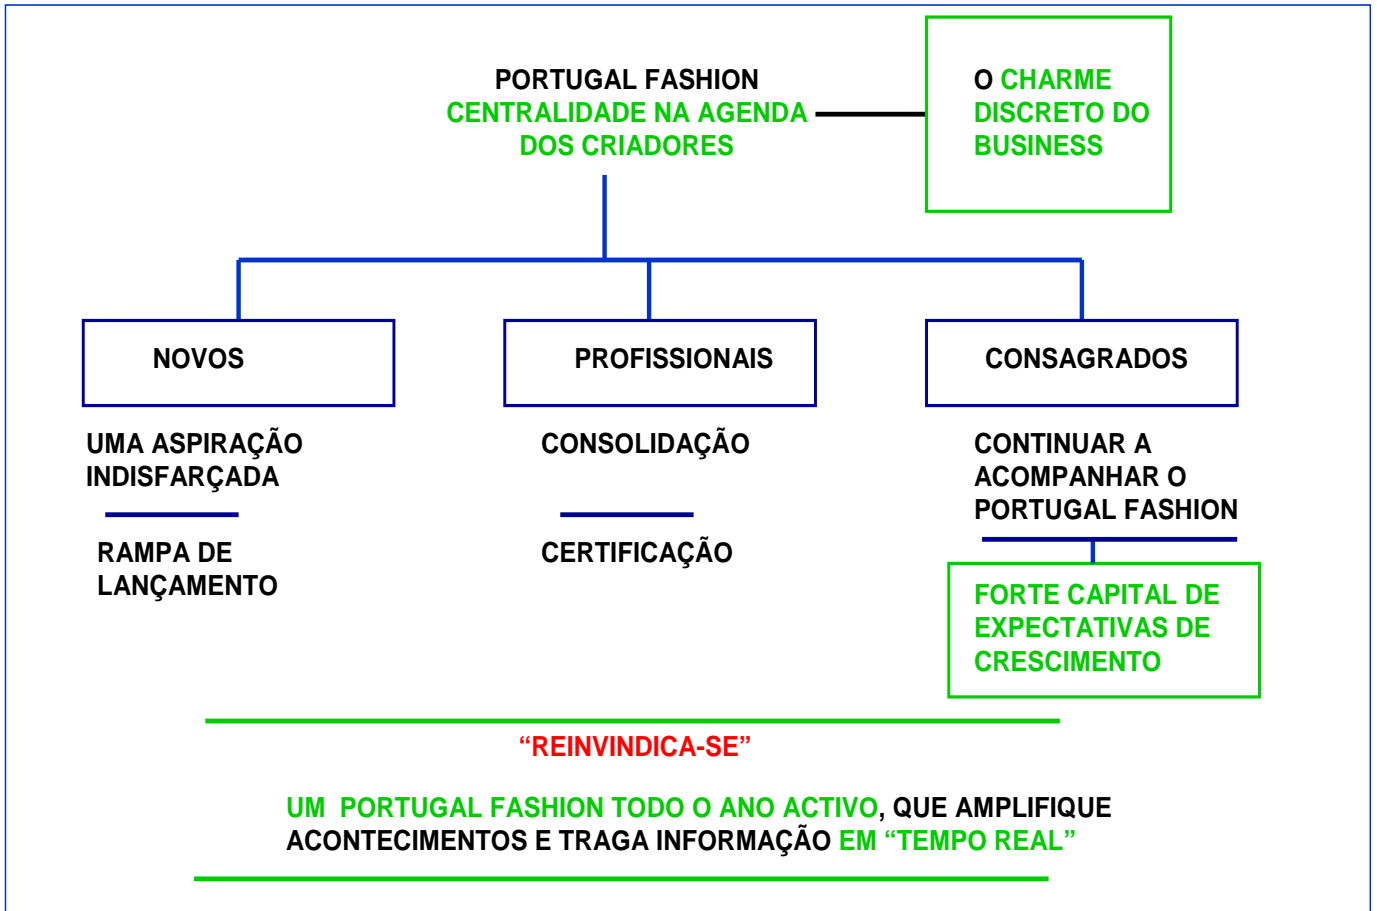 PORTUGAL FASHION
CENTRALIDADE NA AGENDA
DOS CRIADORES
O CHARME
DISCRETO DO
BUSINESS
NOVOS
PROFISSIONAIS
CONSAGRADOS
UMA ASPIRAÇÃO
INDISFARÇADA
RAMPA DE
LANÇAMENTO
CONSOLIDAÇÃO
CERTIFICAÇÃO
CONTINUAR A
ACOMPANHAR O
PORTUGAL FASHION
FORTE CAPITAL DE
EXPECTATIVAS DE
CRESCIMENTO
“REINVINDICA-SE”
UM PORTUGAL FASHION TODO O ANO ACTIVO, QUE AMPLIFIQUE
ACONTECIMENTOS E TRAGA INFORMAÇÃO EM “TEMPO REAL”